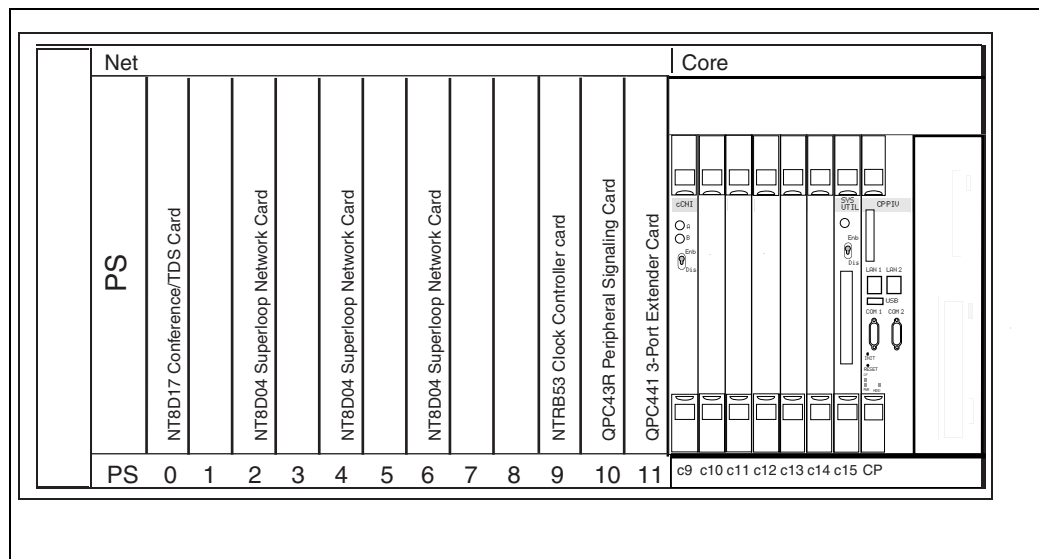 Net
Core
PS
NT8D17 Conference/TDS Card
NT8D04 Superloop Network Card
NT8D04 Superloop Network Card
NT8D04 Superloop Network Card
NTRB53 Clock Controller card
QPC43R Peripheral Signaling Card
QPC441 3-Port Extender Card
cCNI
A
B
Enb
Dis
SYS
UTIL
Enb
Dis
CPPIV
LAN 1 LAN 2
USB
COM 1 COM 2
INIT
RESET
PS 0 1 2 3 4 5 6 7 8 9 10 11
c9 c10 c11 c12 c13 c14 c15 CP